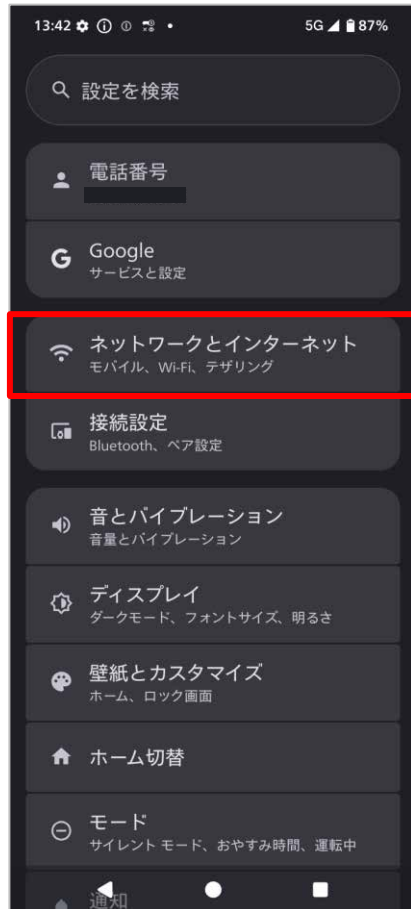 13:42 5G 87%
設定を検索
電話番号
Google
サービスと設定
ネットワークとインターネット
モバイル、Wi-Fi、テザリング
接続設定
Bluetooth、ペア設定
音とバイブレーション
音量とバイブレーション
ディスプレイ
ダークモード、フォントサイズ、明るさ
壁紙とカスタマイズ
ホーム、ロック画面
ホーム切替
モード
サイレント モード、おやすみ時間、運転中
通知